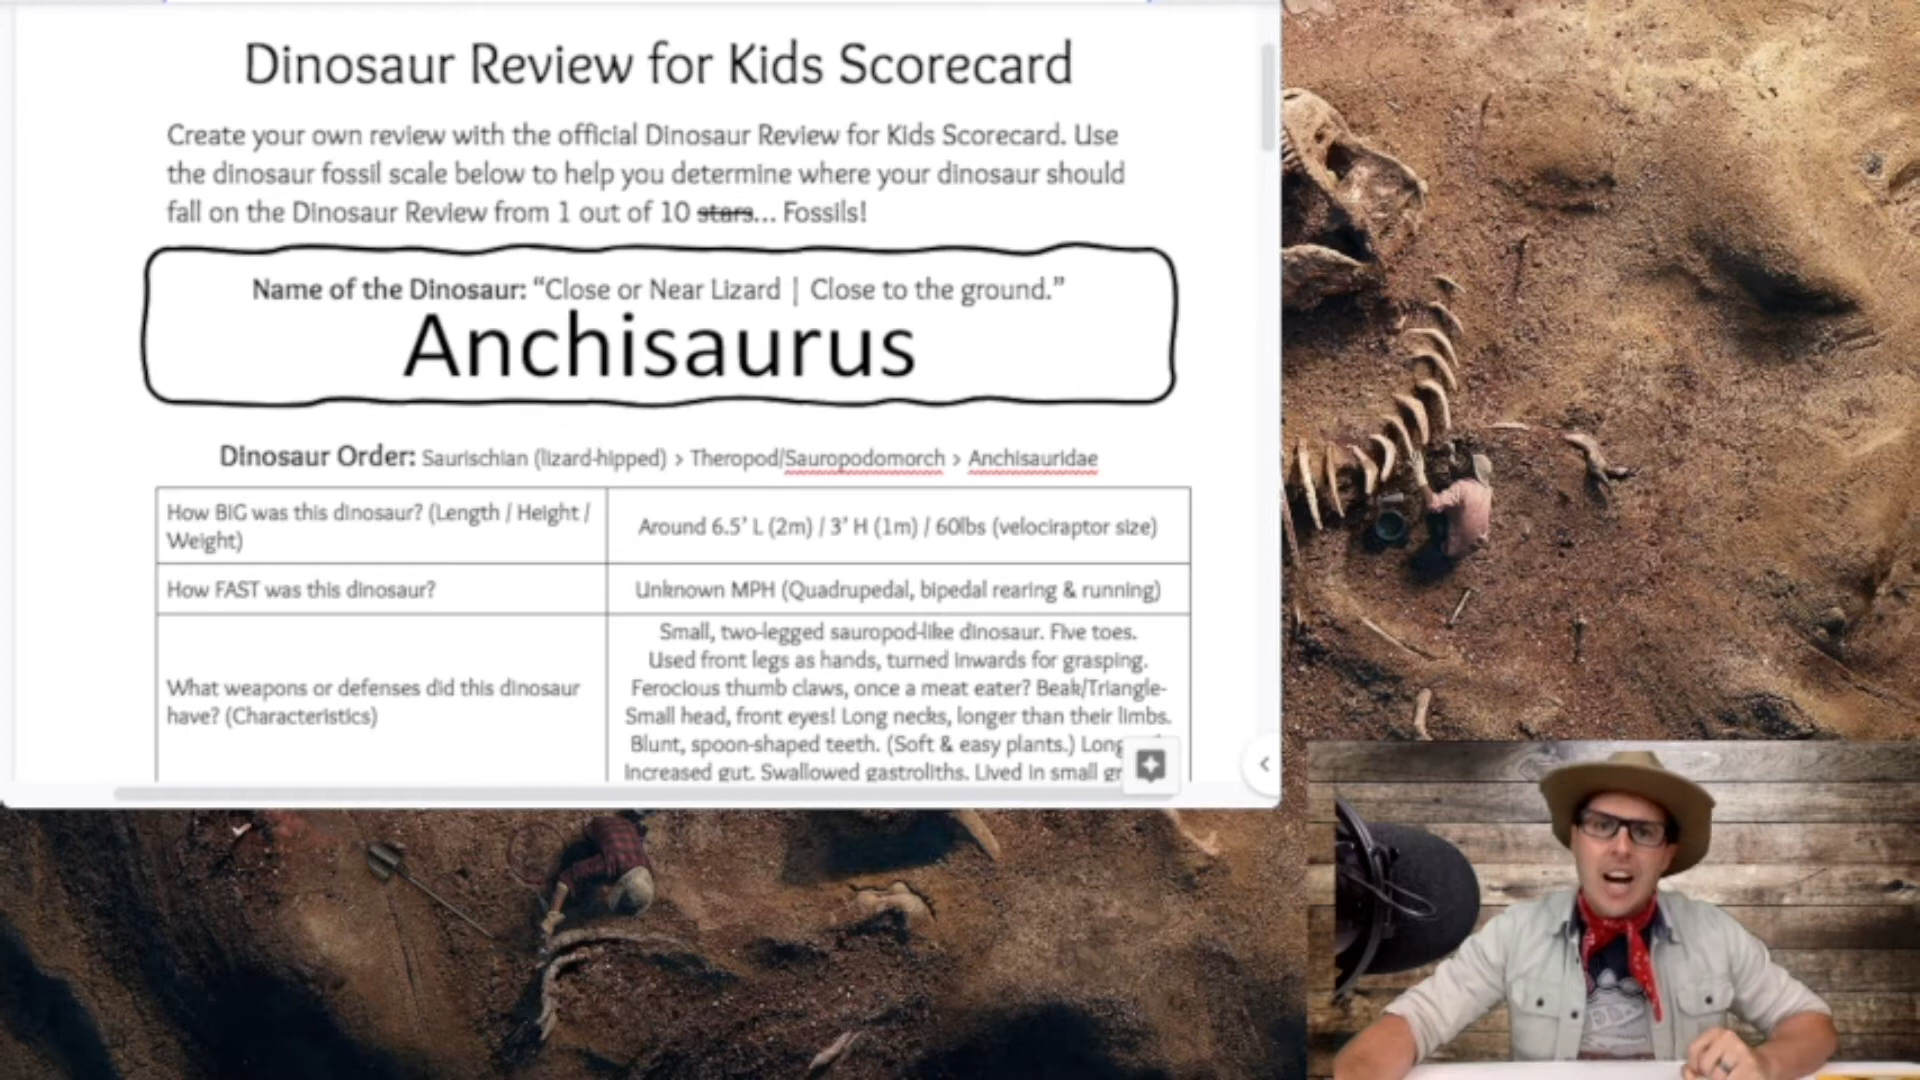 Dinosaur Review for Kids Scorecard
Create your own review with the official Dinosaur Review for Kids Scorecard. Use
the dinosaur fossil scale below to help you determine where your dinosaur should
fall on the Dinosaur Review from 1 out of 10 stars... Fossils!
Name of the Dinosaur: “Close or Near Lizard | Close to the ground.”
Anchisaurus
Dinosaur Order: Saurischian (lizard-hipped) > Theropod/Sauropodomorch > Anchisauridae
How BIG was this dinosaur? (Length / Height /
Weight)
Around 6.5’ L (2m) / 3’ H (1m) / 60lbs (velociraptor size)
How FAST was this dinosaur?
Unknown MPH (Quadrupedal, bipedal rearing & running)
What weapons or defenses did this dinosaur
have? (Characteristics)
Small, two-legged sauropod-like dinosaur. Five toes.
Used front legs as hands, turned inwards for grasping.
Ferocious thumb claws, once a meat eater? Beak/Triangle-
Small head, front eyes! Long necks, longer than their limbs.
Blunt, spoon-shaped teeth. (Soft & easy plants.) Long
Increased gut. Swallowed gastroliths. Lived in small